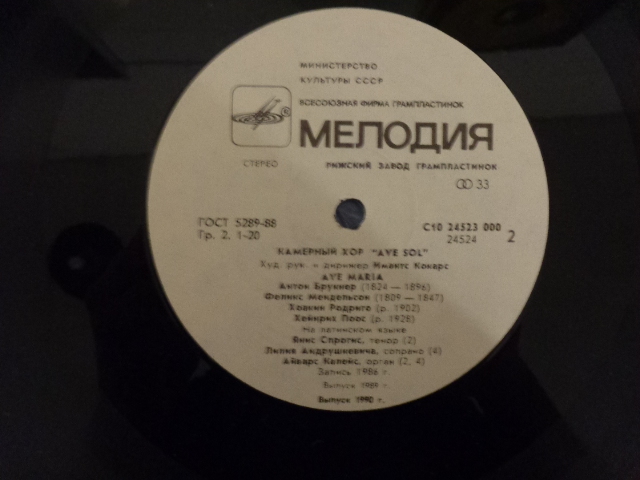 МИНИСТЕРСТВО
КУЛЬТУРЫ СССР
ВСЕСОЮЗНАЯ ФИРМА ГРАМПЛАСТИНОК
МЕЛОДИЯ
СТЕРЕО
РИЖСКИЙ ЗАВОД ГРАМПЛАСТИНОК
33
ГОСТ 5289-88
Гр. 2. 1-20
С10 24523 000
24524
2
КАМЕРНЫЙ ХОР "AVE SOL"
Худ. рук. — дирижер Имантс Кокарс
AVE MARIA
Антон Брукнер (1824 — 1896)
Феликс Мендельсон (1809 — 1847)
Хоакин Родриго (р. 1902)
Хейнриз Поос (р. 1928)
На латинском языке
Янис Спрогис, тенор (2)
Лилия Андрушкевича, сопрано (4)
Айварс Калейс, орган (2, 4)
Запись 1986 г.
Выпуск 1989 г.
Выпуск 1990 г.